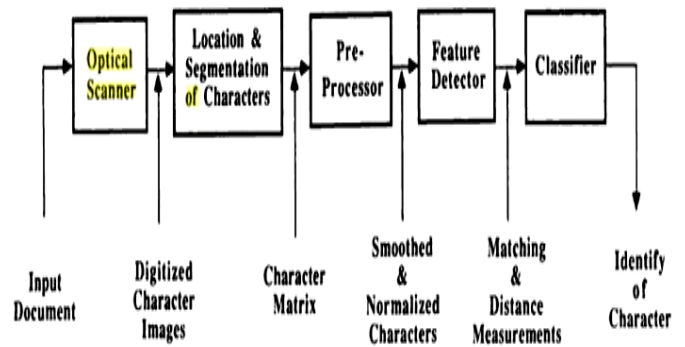 Optical
Scanner
Location &
Segmentation
of Characters
Pre-
Processor
Feature
Detector
Classifier
Input
Document
Digitized
Character
Images
Character
Matrix
Smoothed
&
Normalized
Characters
Matching
&
Distance
Measurements
Identify
of
Character